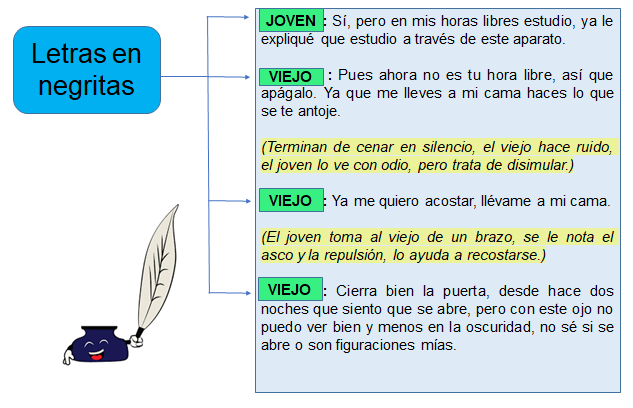 Letras en
negritas
JOVEN : Sí, pero en mis horas libres estudio, ya le
expliqué que estudio a través de este aparato.
VIEJO : Pues ahora no es tu hora libre, así que
apágalo. Ya que me lleves a mi cama haces lo que
se te antoje.
(Terminan de cenar en silencio, el viejo hace ruido,
el joven lo ve con odio, pero trata de disimular.)
VIEJO : Ya me quiero acostar, llévame a mi cama.
(El joven toma al viejo de un brazo, se le nota el
asco y la repulsión, lo ayuda a recostarse.)
VIEJO : Cierra bien la puerta, desde hace dos
noches que siento que se abre, pero con este ojo no
puedo ver bien y menos en la oscuridad, no sé si se
abre o son figuraciones mías.